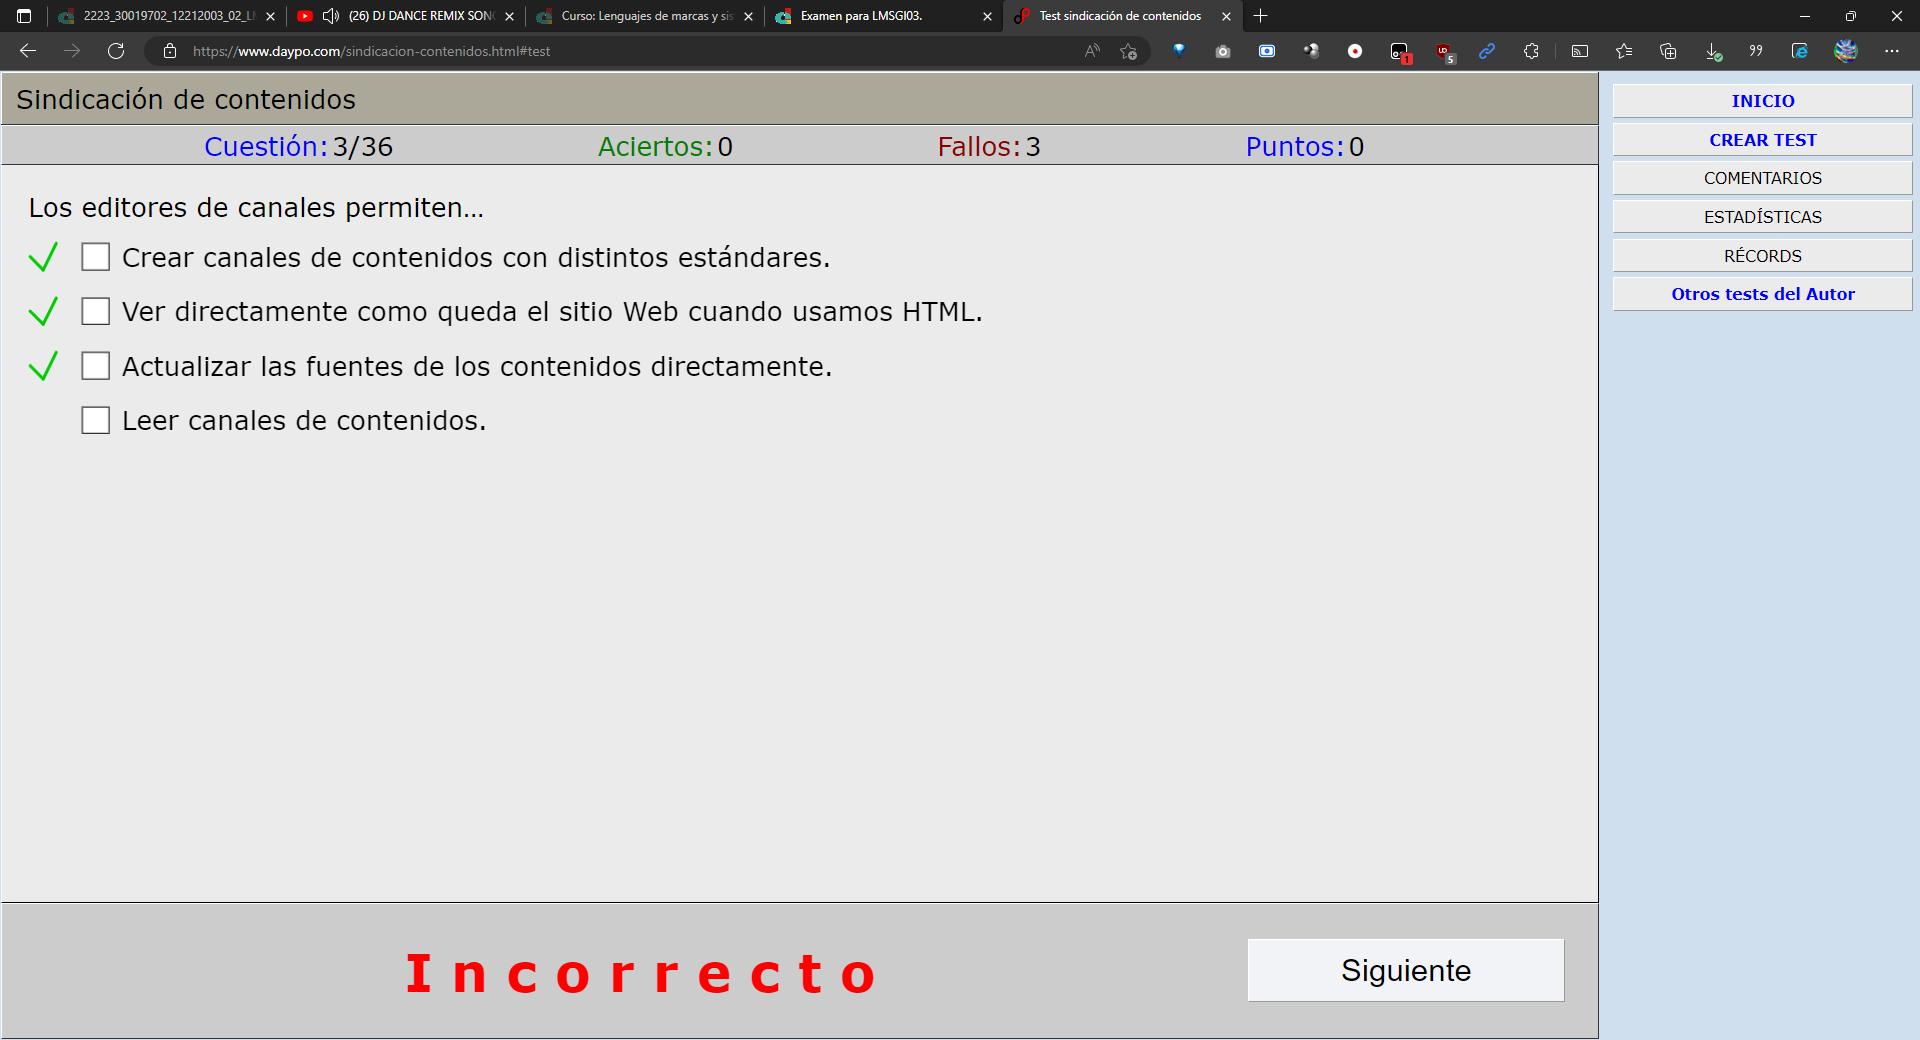 2223_30019702_12212003_02_LM
(26) DJ DANCE REMIX SONG
Curso: Lenguajes de marcas y sis
Examen para LMSGI03.
Test sindicación de contenidos
https://www.daypo.com/sindicacion-contenidos.html#test
1
5
Sindicación de contenidos
Cuestión: 3/36 Aciertos: 0 Fallos: 3 Puntos: 0
Los editores de canales permiten...
Crear canales de contenidos con distintos estándares.
Ver directamente como queda el sitio Web cuando usamos HTML.
Actualizar las fuentes de los contenidos directamente.
Leer canales de contenidos.
Incorrecto
Siguiente
INICIO
CREAR TEST
COMENTARIOS
ESTADÍSTICAS
RÉCORDS
Otros tests del Autor